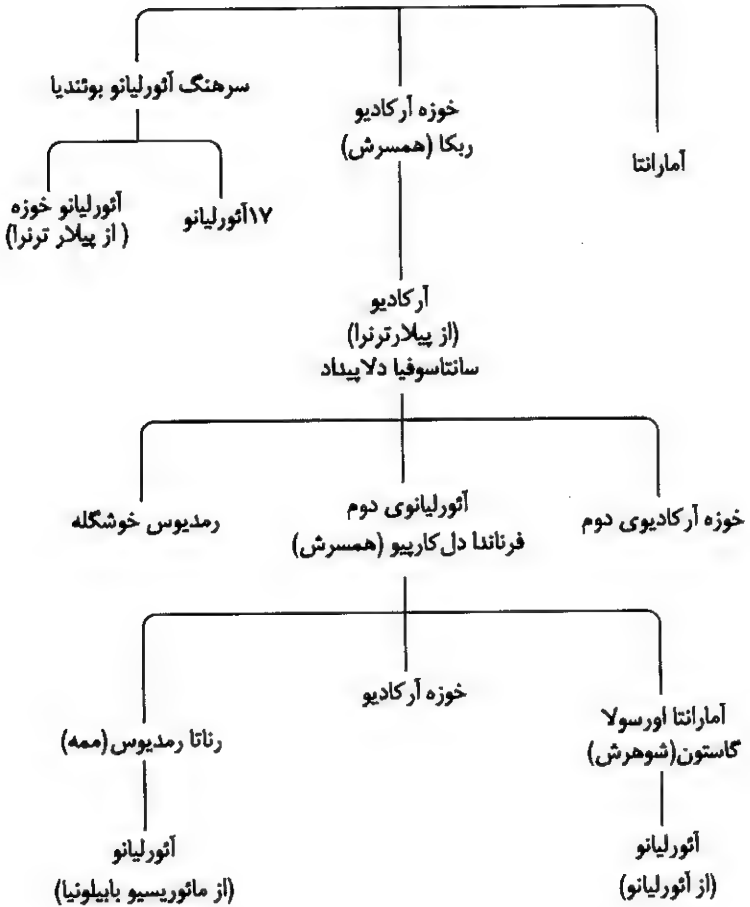 سرهنگ آئورلیانو بوئندیا
خوزه آرکادیو
ربکا (همسرش)
آمارانتا
آئورلیانو خوزه
( از پیلار ترنرا)
۱۷آئورلیانو
آرکادیو
(از پیلارترنرا)
سانتاسوفیا دلاپیداد
رمدیوس خوشگله
آئورلیانوی دوم
فرناندا دل‌کارپیو (همسرش)
خوزه آرکادیوی دوم
رناتا رمدیوس(ممه)
خوزه آرکادیو
آمارانتا اورسولا
گاستون(شوهرش)
آئورلیانو
(از مائوریسیو بابیلونیا)
آئورلیانو
(از آئورلیانو)